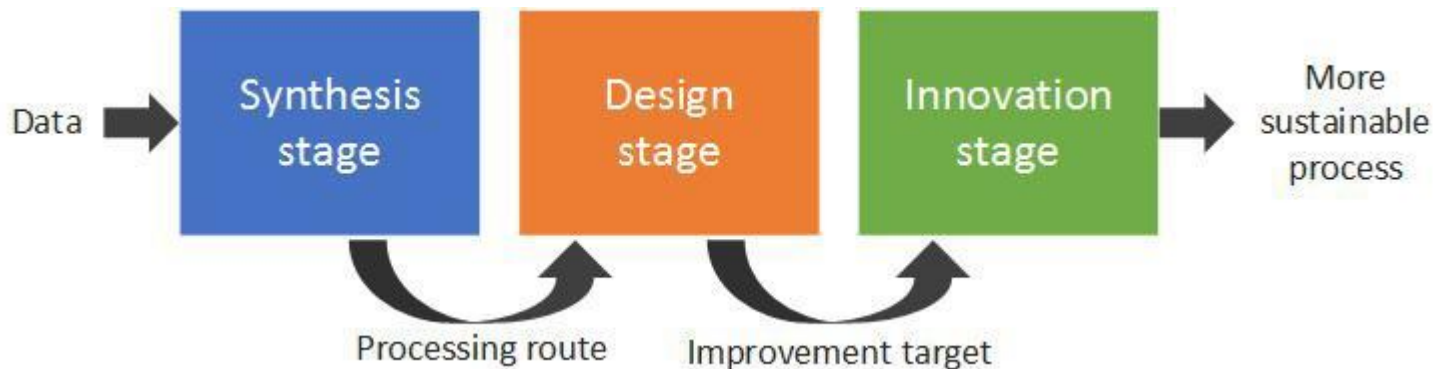 Data
Synthesis
stage
Design
stage
Innovation
stage
More
sustainable
process
Processing route
Improvement target